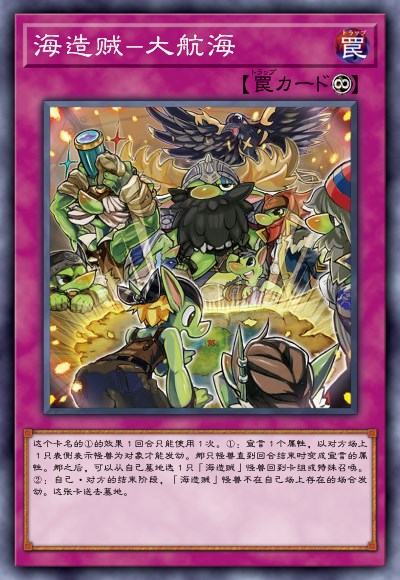 海造贼-大航海
トラップ
罠
トラップ
【罠カード】
这个卡名的①的效果1回合只能使用1次。①：宣言1个属性，以对方场上
1只表侧表示怪兽为对象才能发动。那只怪兽直到回合结束时变成宣言的属
性。那之后，可以从自己墓地选1只「海造贼」怪兽回到卡组或特殊召唤。
②：自己·对方的结束阶段，「海造贼」怪兽不在自己场上存在的场合发
动。这张卡送去墓地。